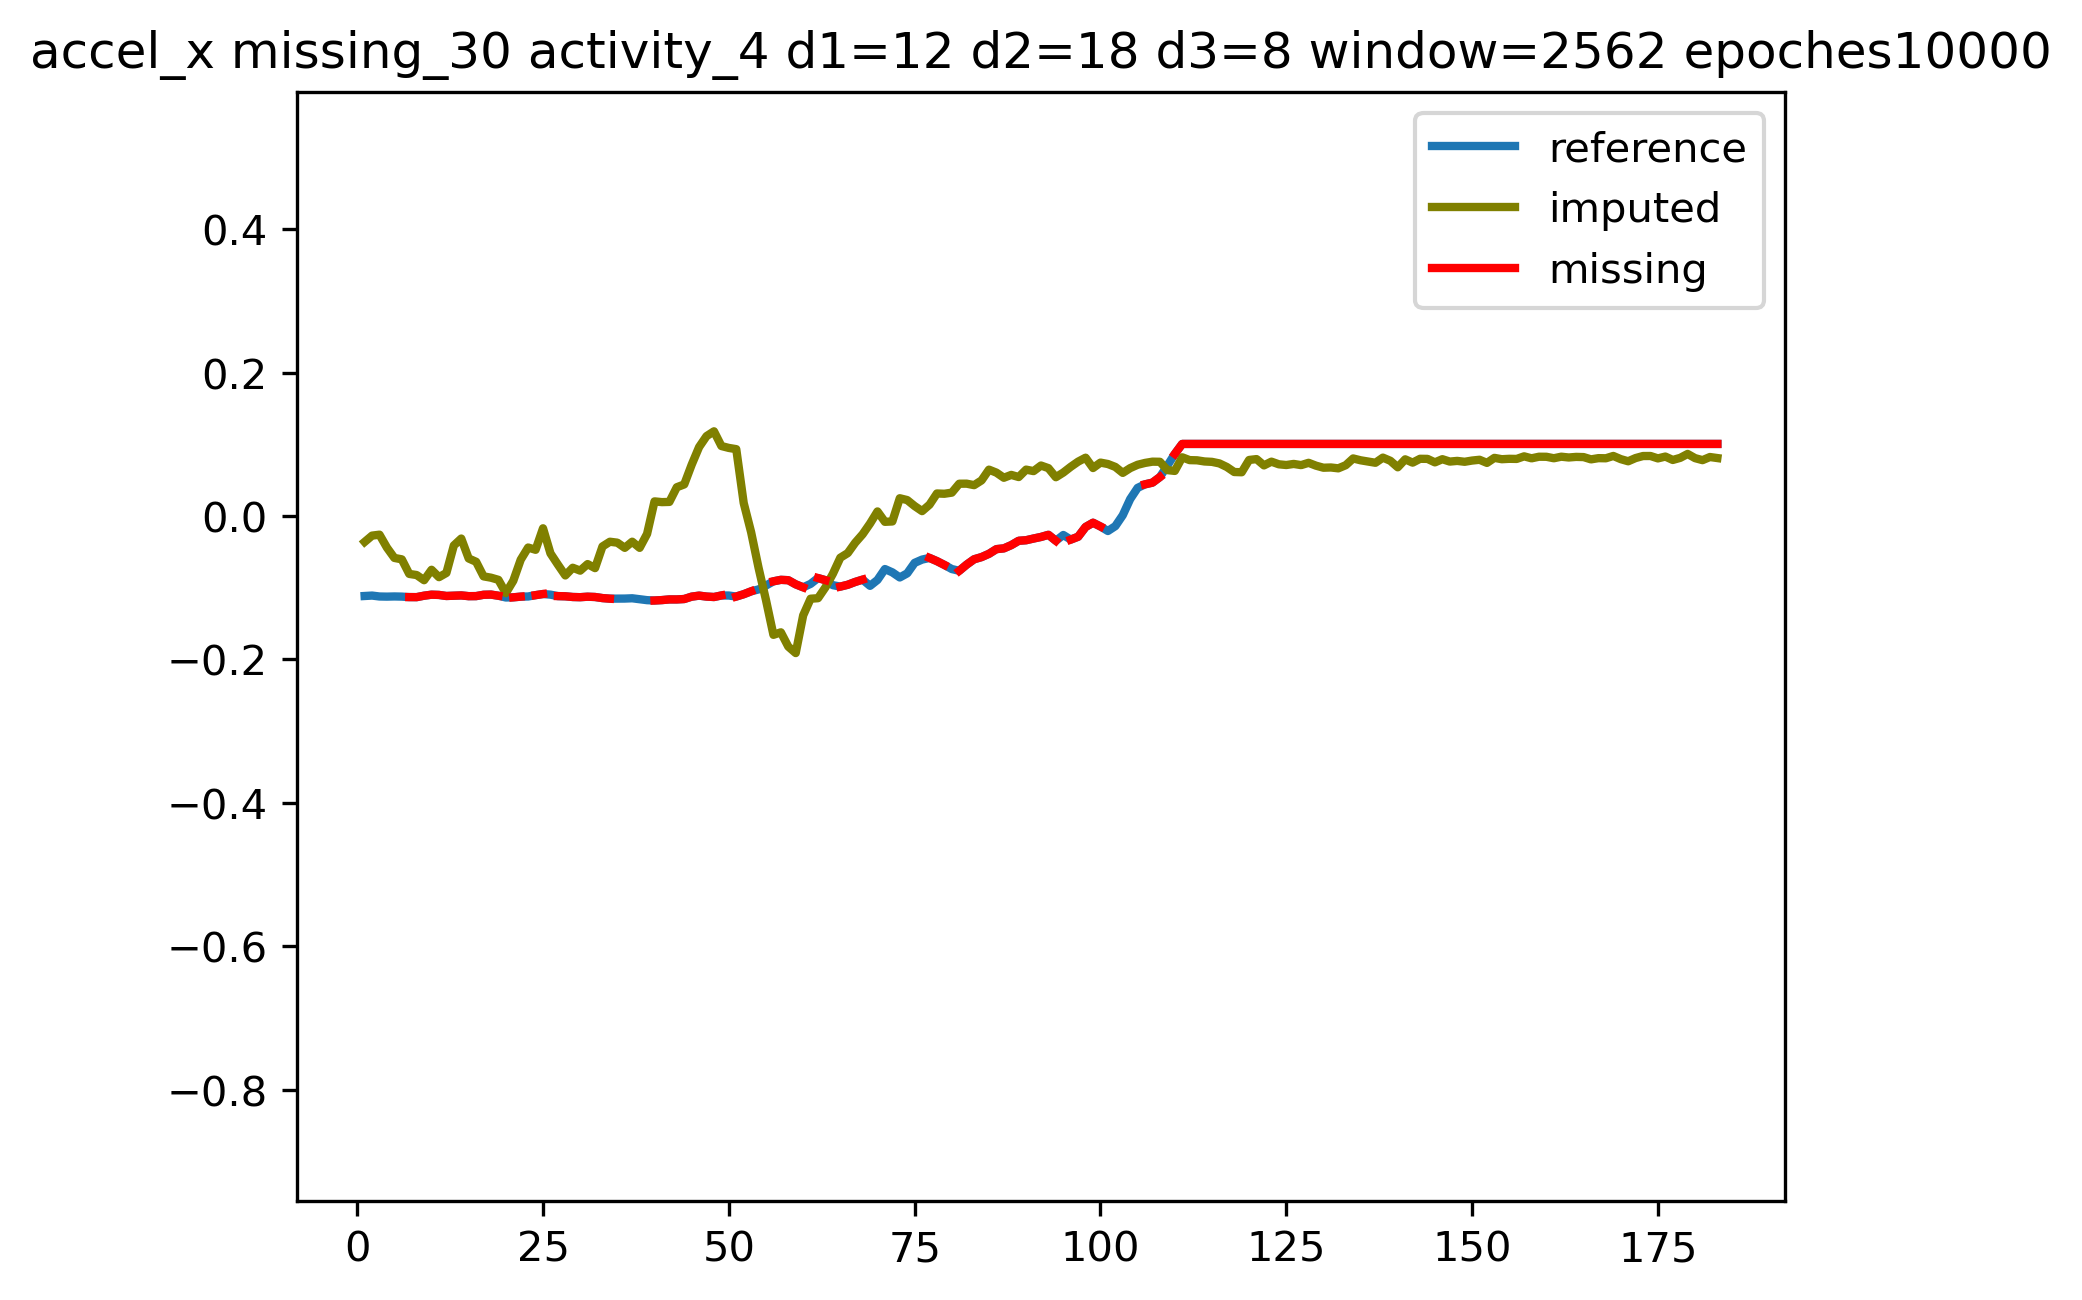 accel_x missing_30 activity_4 d1=12 d2=18 d3=8 window=2562 epoches10000
reference
imputed
missing
0.4
0.2
0.0
−0.2
−0.4
−0.6
−0.8
0 25 50 75 100 125 150 175